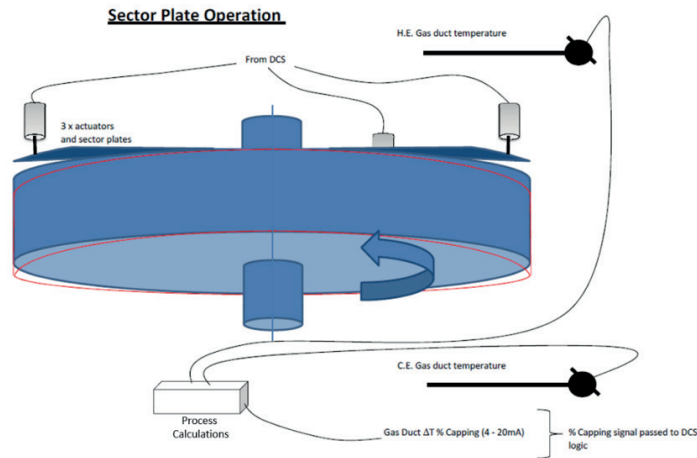 Sector Plate Operation
H.E. Gas duct temperature
From DCS
3 x actuators
and sector plates
C.E. Gas duct temperature
Process
Calculations
Gas Duct ΔT % Capping (4 - 20mA)
% Capping signal passed to DCS
logic